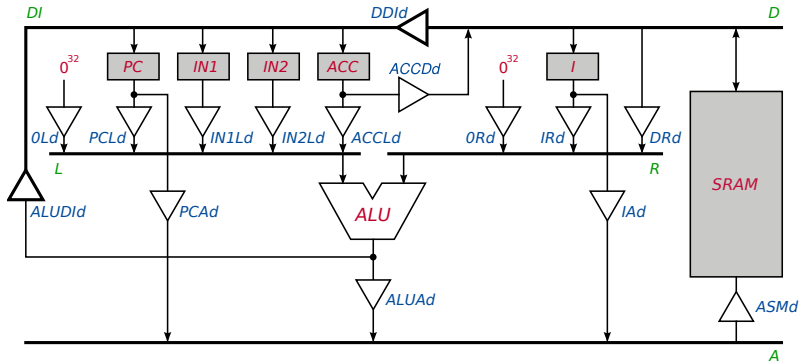 DI DDId D
0³² PC IN1 IN2 ACC ACCDd 0³² I
0Ld PCLd IN1Ld IN2Ld ACCLd 0Rd IRd DRd
L R
SRAM
ALUDId PCAd ALU IAd
ALUAd ASMd
A